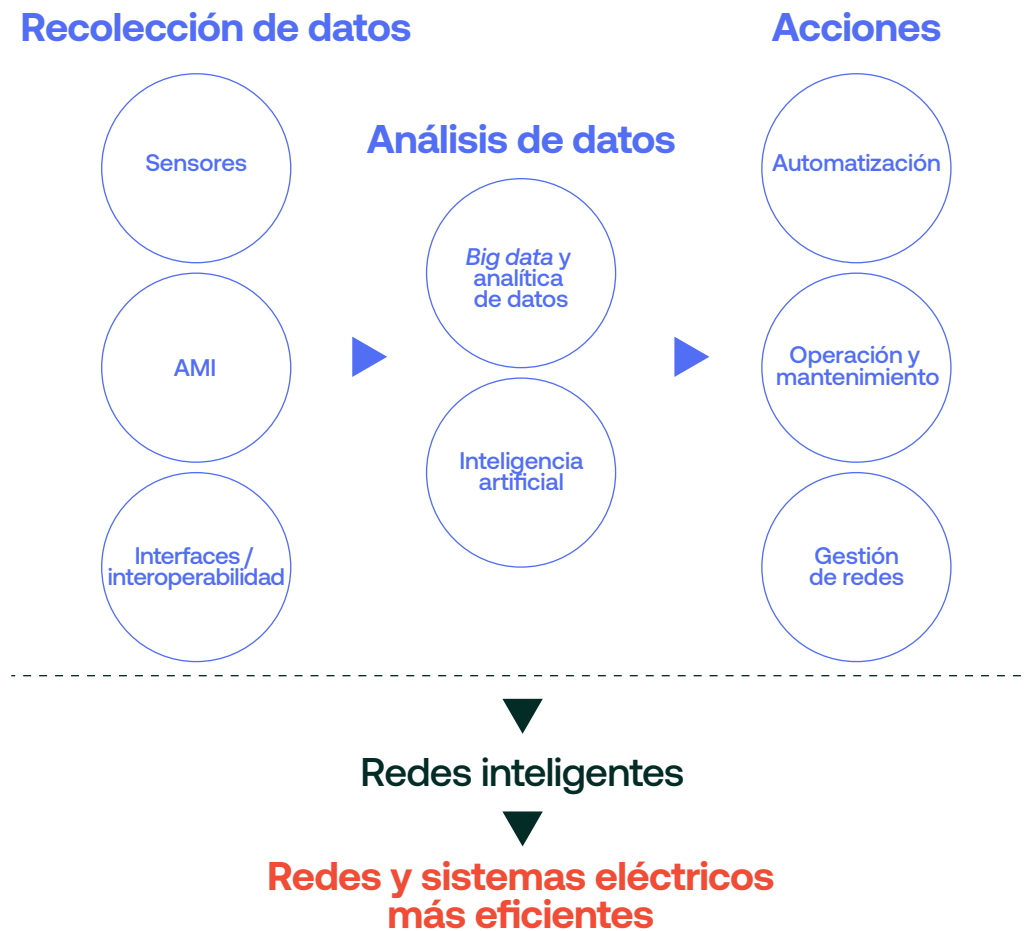 Recolección de datos
Sensores
AMI
Interfaces /
interoperabilidad
Análisis de datos
Big data y
analítica
de datos
Inteligencia
artificial
Acciones
Automatización
Operación y
mantenimiento
Gestión
de redes
Redes inteligentes
Redes y sistemas eléctricos
más eficientes